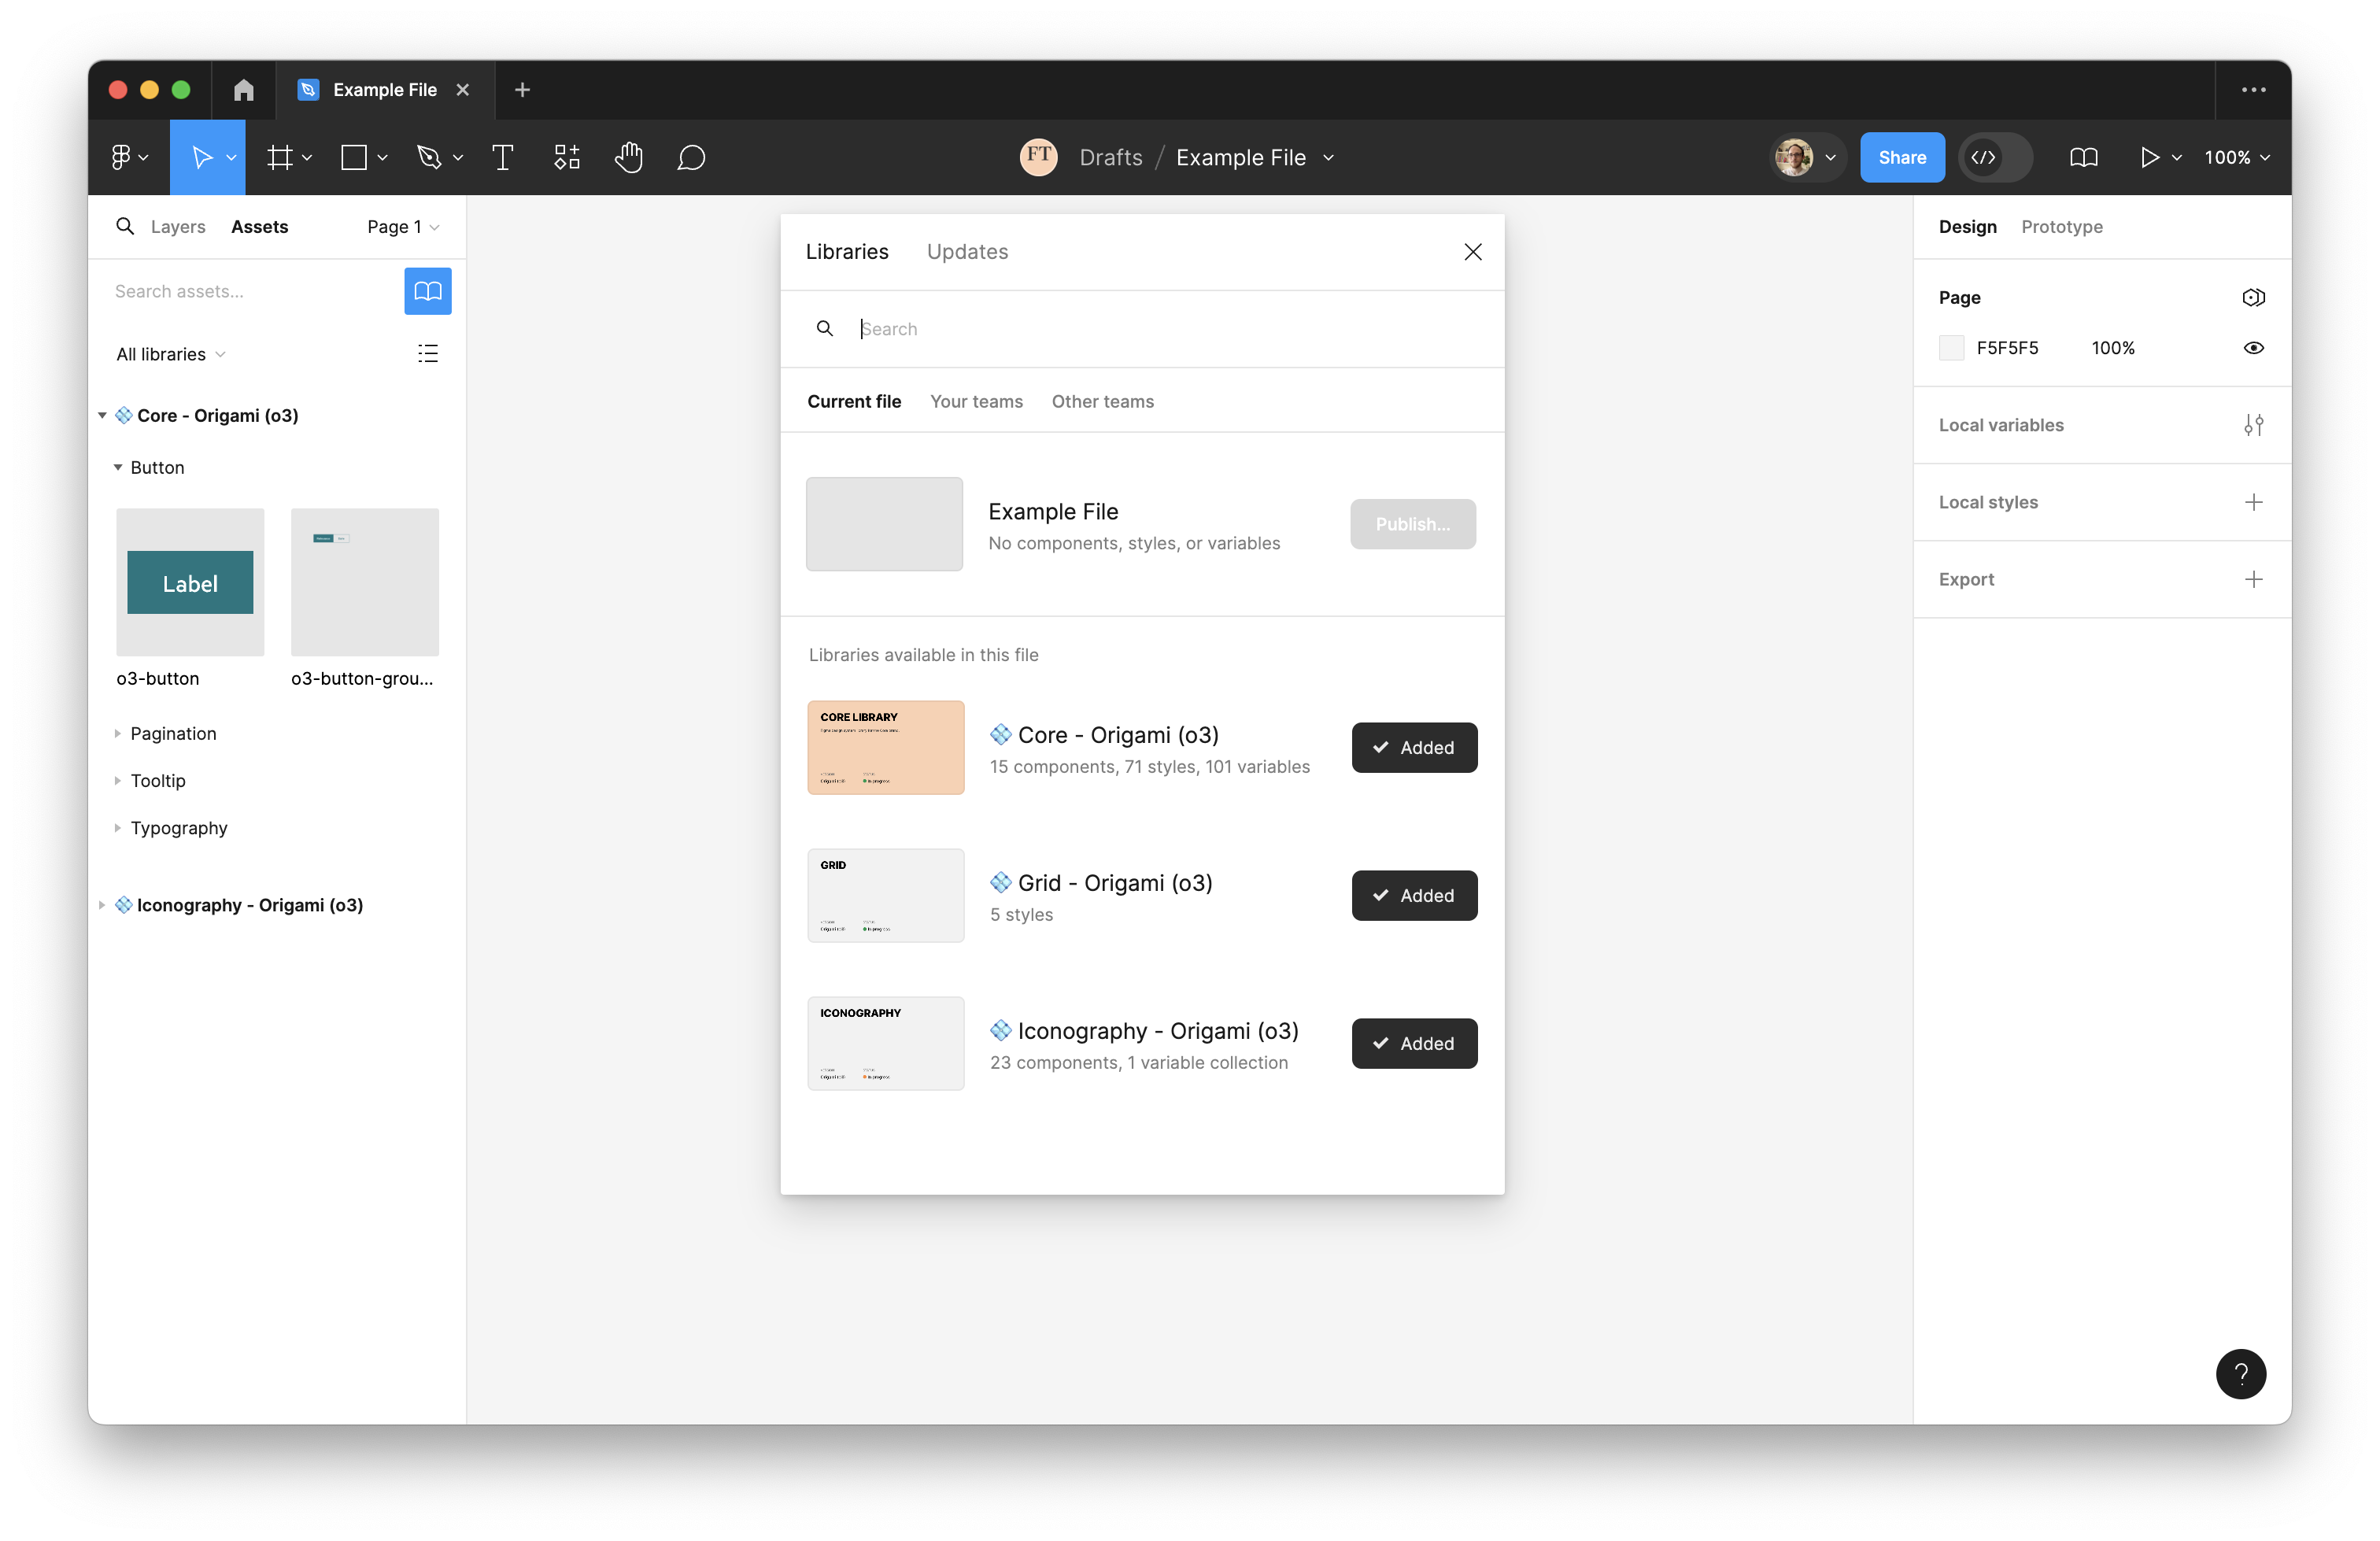 Example File
FT
Drafts / Example File
Share
100%
Layers
Assets
Page 1
Search assets...
All libraries
Core - Origami (o3)
Button
Label
o3-button
o3-button-grou...
Pagination
Tooltip
Typography
Iconography - Origami (o3)
Libraries
Updates
Search
Current file
Your teams
Other teams
Example File
No components, styles, or variables
Publish...
Libraries available in this file
CORE LIBRARY
Core - Origami (o3)
15 components, 71 styles, 101 variables
Added
GRID
Grid - Origami (o3)
5 styles
Added
ICONOGRAPHY
Iconography - Origami (o3)
23 components, 1 variable collection
Added
Design
Prototype
Page
F5F5F5
100%
Local variables
Local styles
Export
?